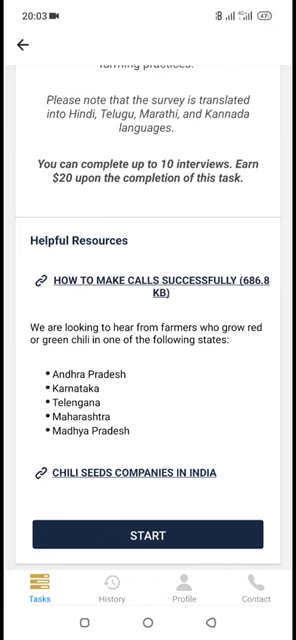 20:03
4G
43
farming practices.
Please note that the survey is translated
into Hindi, Telugu, Marathi, and Kannada
languages.
You can complete up to 10 interviews. Earn
$20 upon the completion of this task.
Helpful Resources
HOW TO MAKE CALLS SUCCESSFULLY (686.8
KB)
We are looking to hear from farmers who grow red
or green chili in one of the following states:
• Andhra Pradesh
• Karnataka
• Telengana
• Maharashtra
• Madhya Pradesh
CHILI SEEDS COMPANIES IN INDIA
START
Tasks History Profile Contact